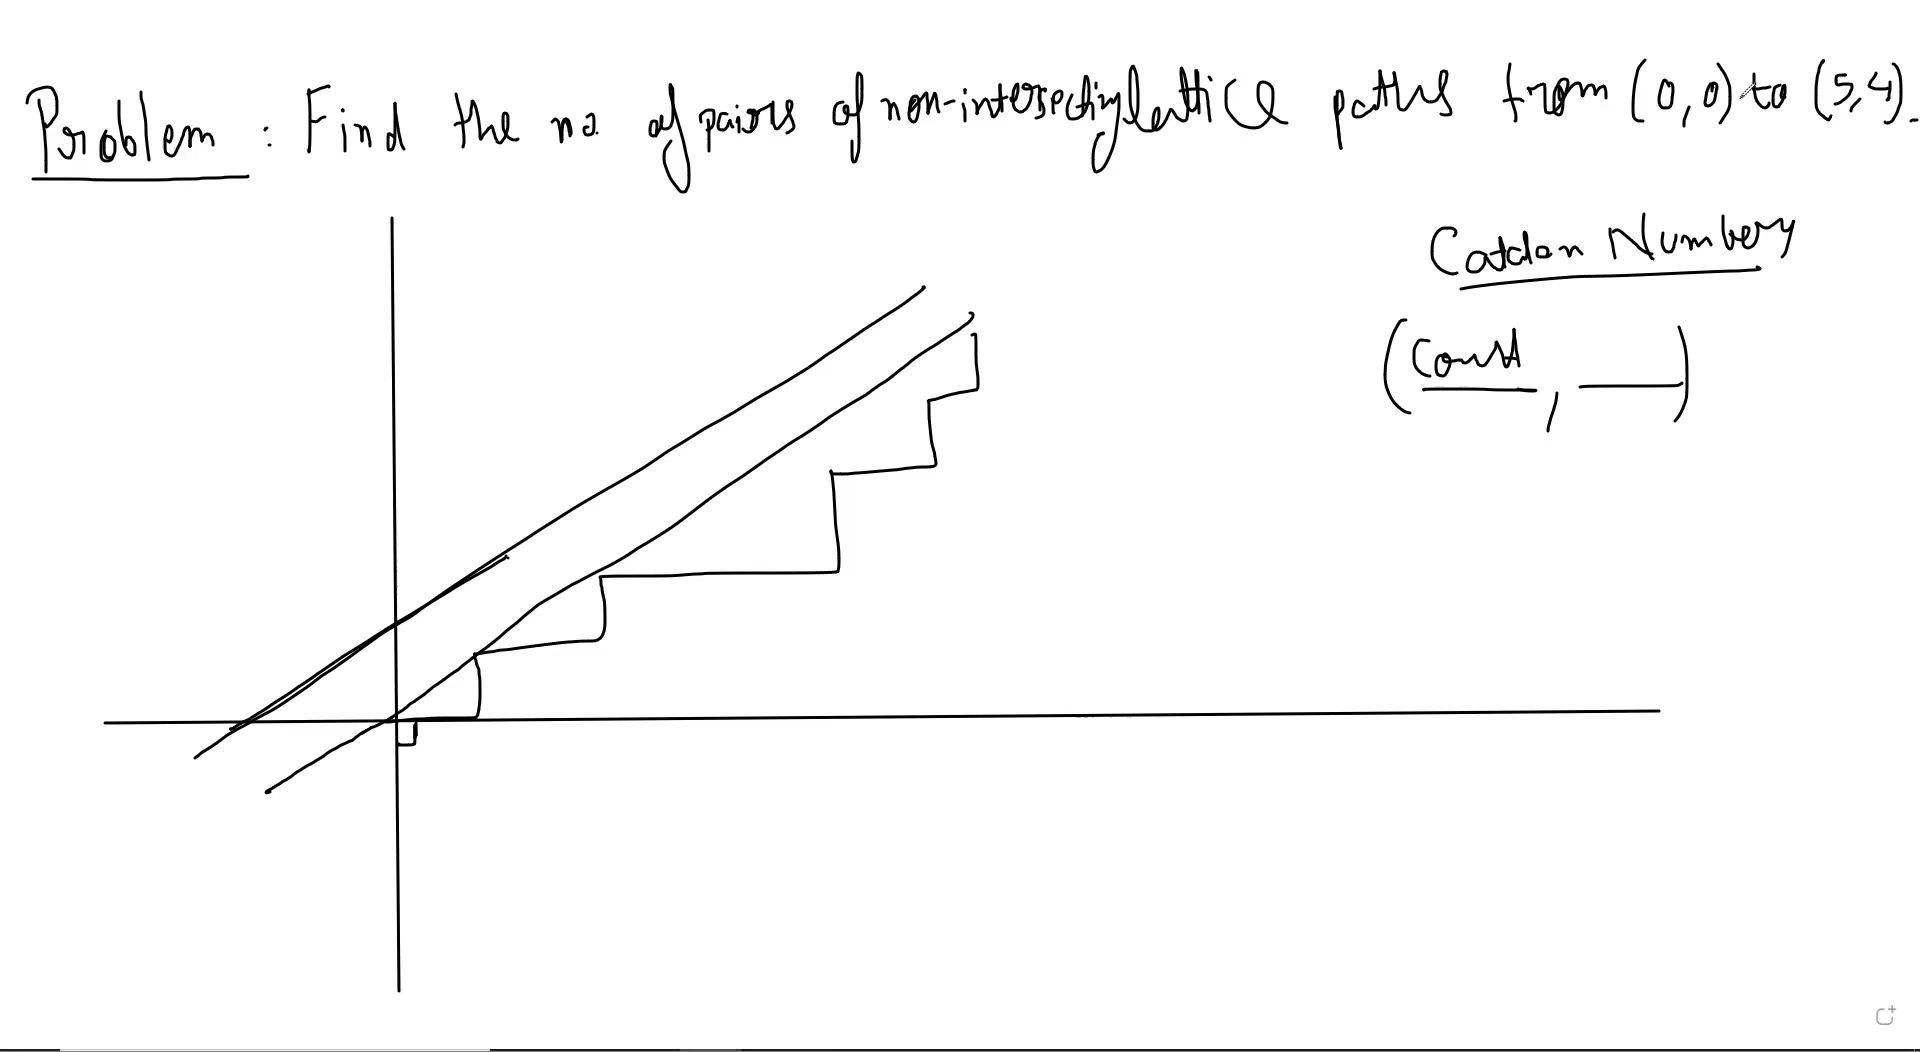 Problem : Find the no. of pairs of non-intersecting lattice paths from (0,0) to (5,4).
Catalan Numbers
(
,     )